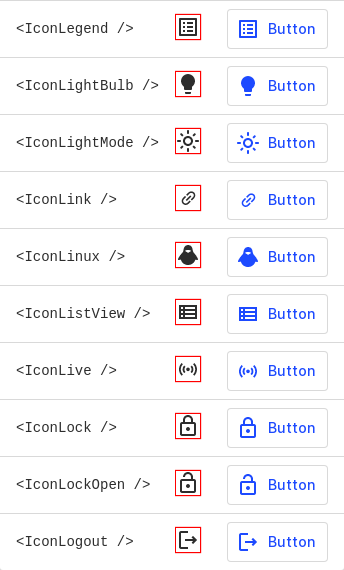 <IconLegend /> Button
<IconLightBulb /> Button
<IconLightMode /> Button
<IconLink /> Button
<IconLinux /> Button
<IconListView /> Button
<IconLive /> Button
<IconLock /> Button
<IconLockOpen /> Button
<IconLogout /> Button